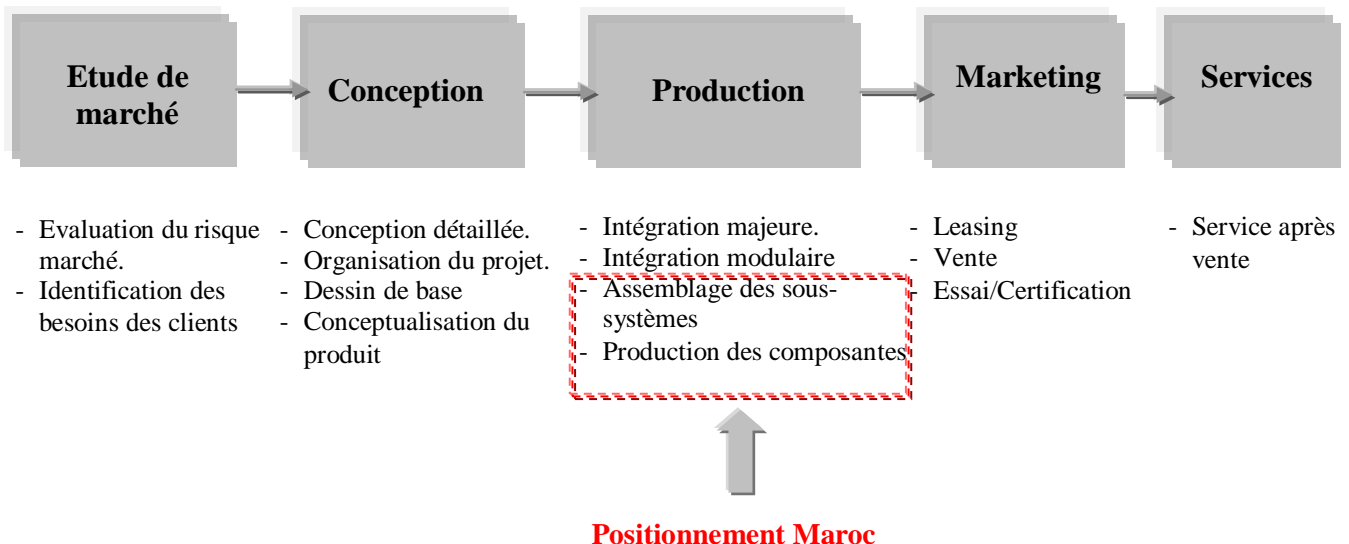 Etude de
marché
Conception
Production
Marketing
Services
- Evaluation du risque
marché.
- Identification des
besoins des clients
- Conception détaillée.
- Organisation du projet.
- Dessin de base
- Conceptualisation du
produit
- Intégration majeure.
- Intégration modulaire
- Assemblage des sous-
systèmes
- Production des composantes
- Leasing
- Vente
- Essai/Certification
- Service après
vente
Positionnement Maroc